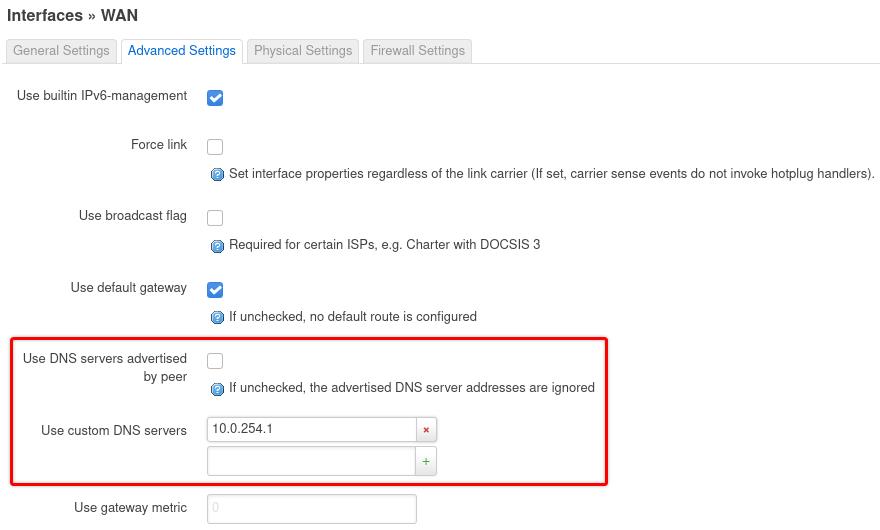 Interfaces » WAN
General Settings
Advanced Settings
Physical Settings
Firewall Settings
Use builtin IPv6-management
Force link
Set interface properties regardless of the link carrier (If set, carrier sense events do not invoke hotplug handlers).
Use broadcast flag
Required for certain ISPs, e.g. Charter with DOCSIS 3
Use default gateway
If unchecked, no default route is configured
Use DNS servers advertised
by peer
If unchecked, the advertised DNS server addresses are ignored
Use custom DNS servers
10.0.254.1
Use gateway metric
0